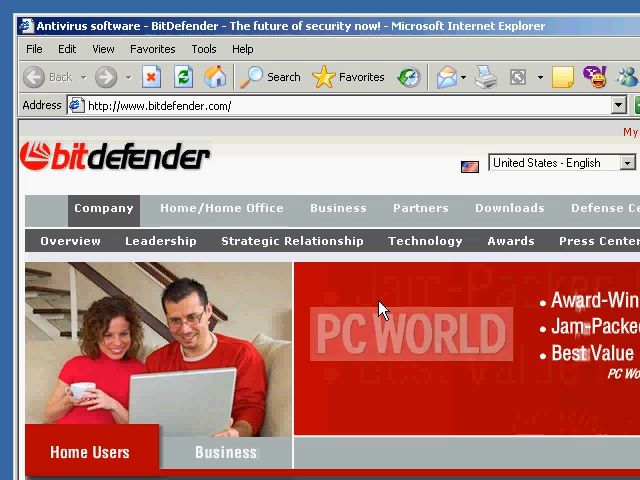 Antivirus software - BitDefender - The future of security now! - Microsoft Internet Explorer
File Edit View Favorites Tools Help
Back Search Favorites
Address http://www.bitdefender.com/
My
bitdefender
United States - English
Company Home/Home Office Business Partners Downloads Defense Ce
Overview Leadership Strategic Relationship Technology Awards Press Center
PC WORLD
• Award-Win
• Jam-Packe
• Best Value
PC Wo
Home Users Business